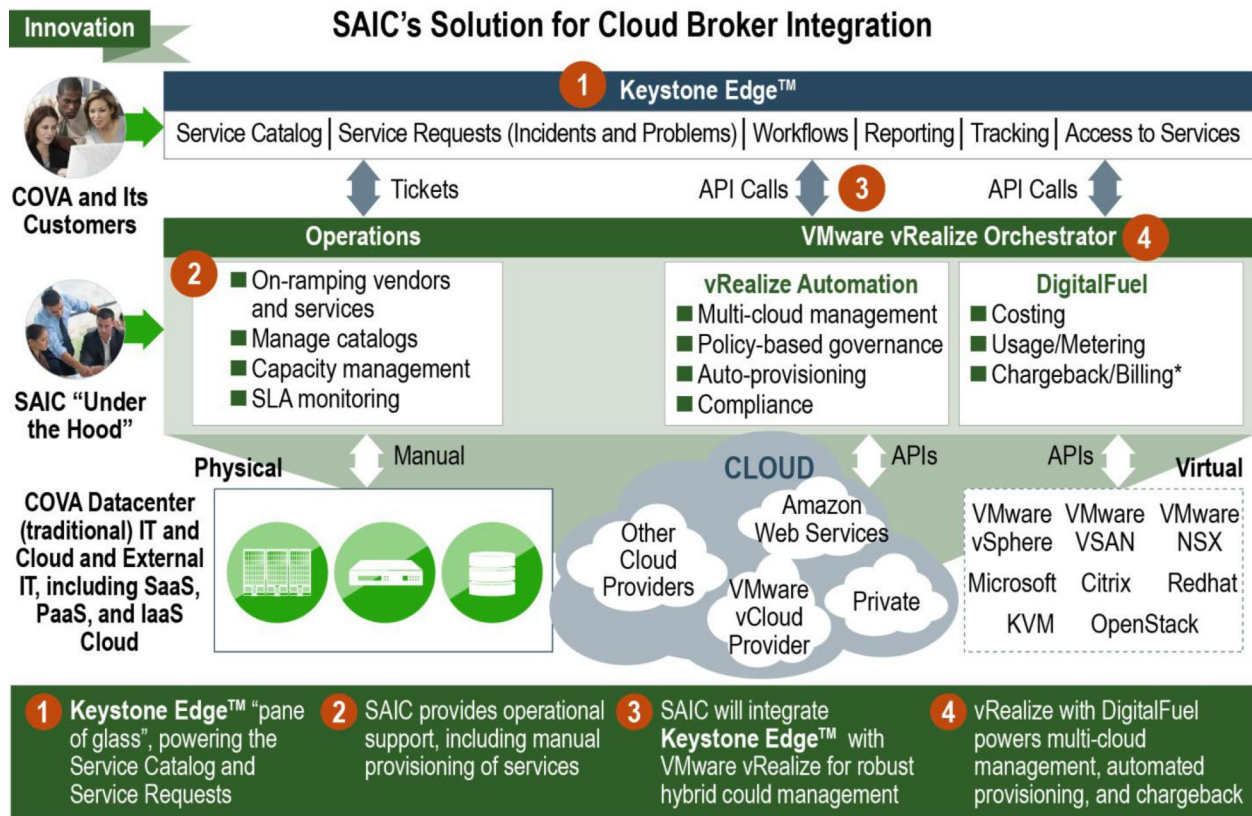 Innovation
SAIC's Solution for Cloud Broker Integration
COVA and Its
Customers
1 Keystone Edge™
Service Catalog | Service Requests (Incidents and Problems) | Workflows | Reporting | Tracking | Access to Services
Tickets
API Calls
3
API Calls
SAIC "Under
the Hood"
Operations
2
On-ramping vendors
and services
Manage catalogs
Capacity management
SLA monitoring
VMware vRealize Orchestrator 4
vRealize Automation
Multi-cloud management
Policy-based governance
Auto-provisioning
Compliance
DigitalFuel
Costing
Usage/Metering
Chargeback/Billing*
COVA Datacenter
(traditional) IT and
Cloud and External
IT, including SaaS,
PaaS, and IaaS
Cloud
Physical
Manual
CLOUD
APIs
Other
Cloud
Providers
Amazon
Web Services
VMware
vCloud
Provider
Private
APIs
Virtual
VMware
vSphere
VMware
VSAN
VMware
NSX
Microsoft
Citrix
Redhat
KVM
OpenStack
1 Keystone Edge™ "pane
of glass", powering the
Service Catalog and
Service Requests
2 SAIC provides operational
support, including manual
provisioning of services
3 SAIC will integrate
Keystone Edge™ with
VMware vRealize for robust
hybrid could management
4 vRealize with DigitalFuel
powers multi-cloud
management, automated
provisioning, and chargeback